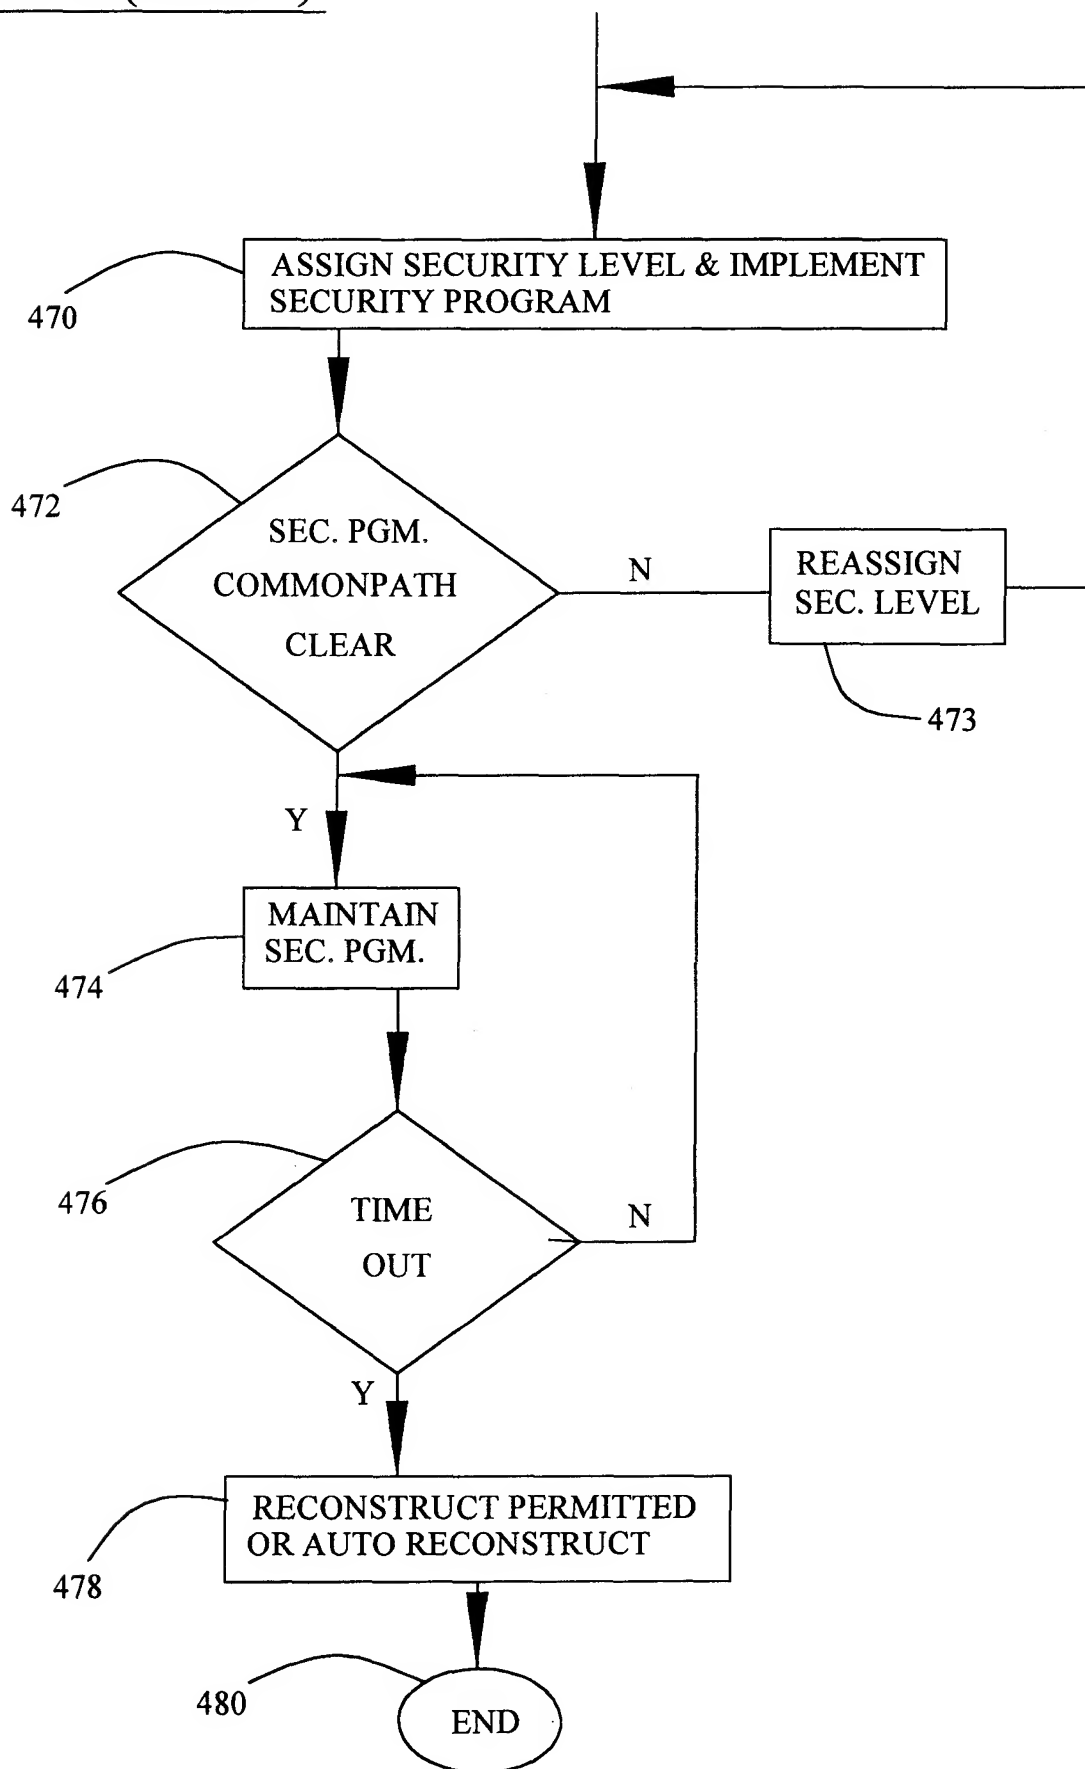 ASSIGN SECURITY LEVEL & IMPLEMENT
SECURITY PROGRAM
470
472
SEC. PGM.
COMMONPATH
CLEAR
N
REASSIGN
SEC. LEVEL
473
Y
MAINTAIN
SEC. PGM.
474
476
TIME
OUT
N
Y
RECONSTRUCT PERMITTED
OR AUTO RECONSTRUCT
478
480
END